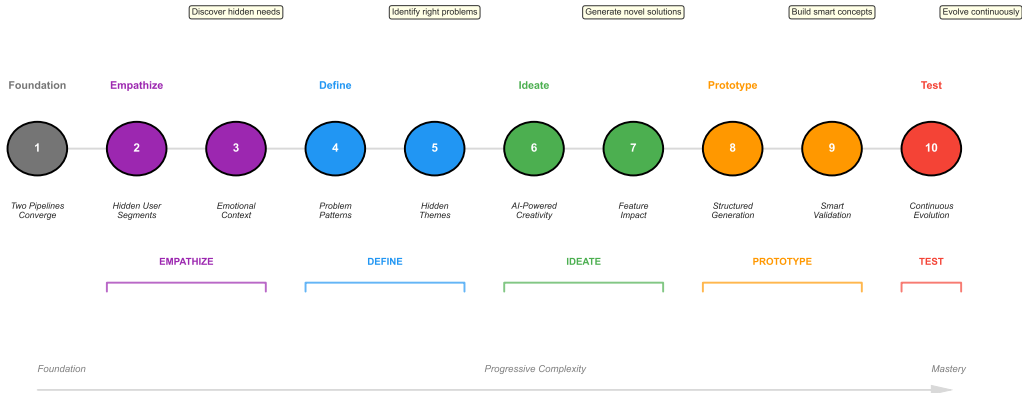 Discover hidden needs
Identify right problems
Generate novel solutions
Build smart concepts
Evolve continuously
Foundation
Empathize
Define
Ideate
Prototype
Test
1
2
3
4
5
6
7
8
9
10
Two Pipelines
Converge
Hidden User
Segments
Emotional
Context
Problem
Patterns
Hidden
Themes
AI-Powered
Creativity
Feature
Impact
Structured
Generation
Smart
Validation
Continuous
Evolution
EMPATHIZE
DEFINE
IDEATE
PROTOTYPE
TEST
Foundation
Progressive Complexity
Mastery